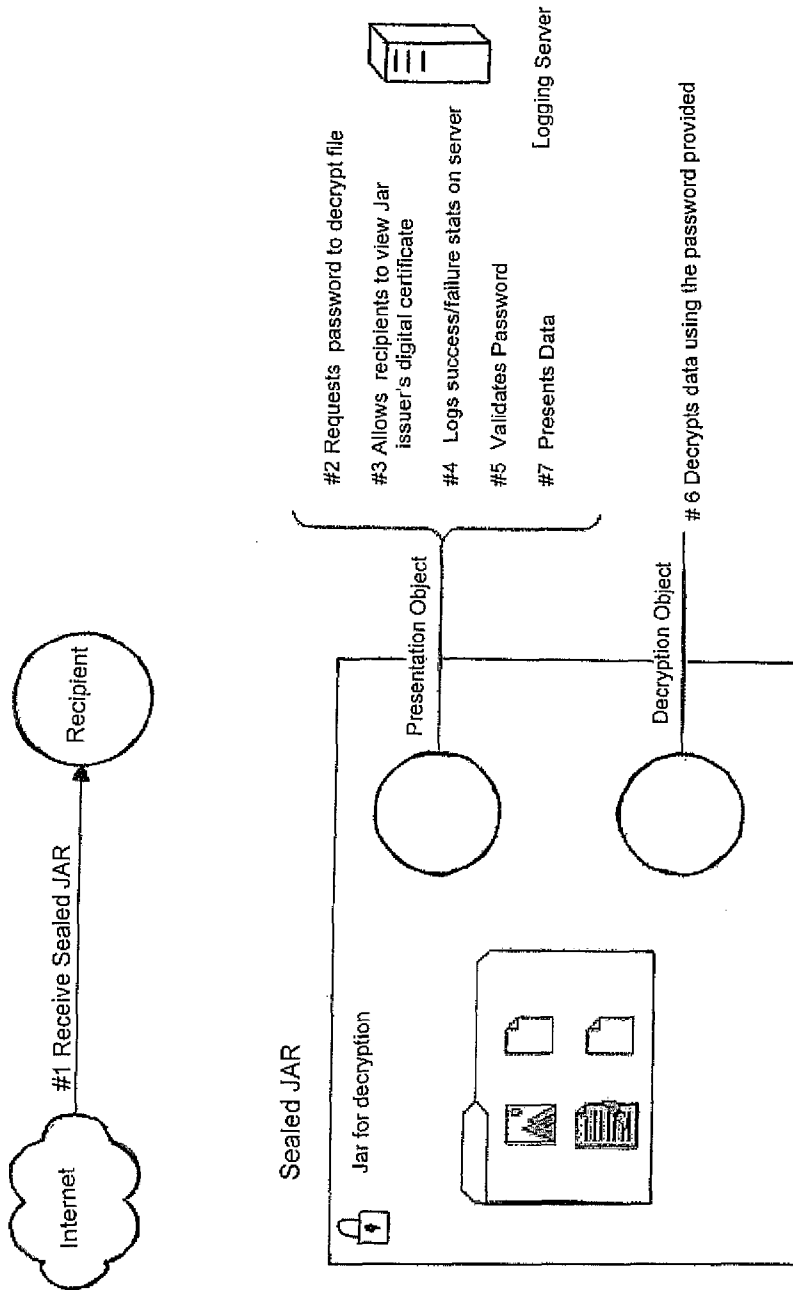 Internet
#1 Receive Sealed JAR
Recipient
Sealed JAR
Jar for decryption
Presentation Object
#2 Requests password to decrypt file
#3 Allows recipients to view Jar
issuer's digital certificate
#4 Logs success/failure stats on server
#5 Validates Password
#7 Presents Data
Logging Server
Decryption Object
# 6 Decrypts data using the password provided